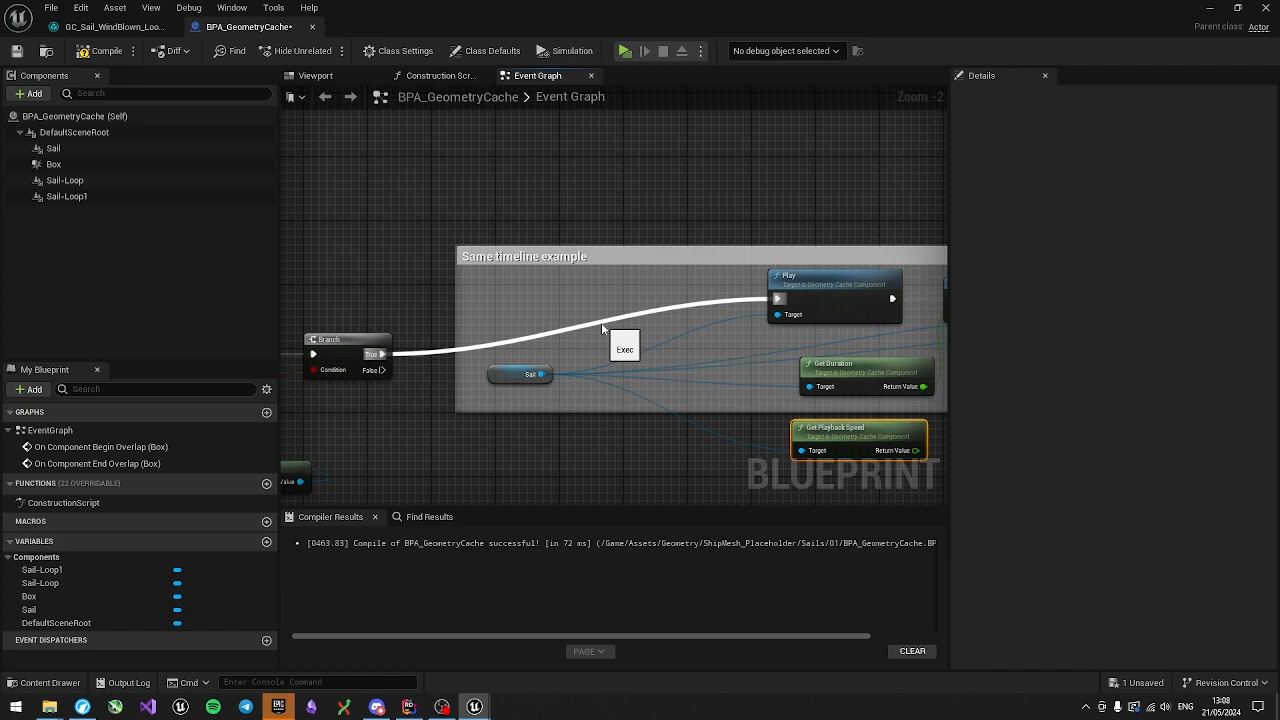 File Edit Asset View Debug Window Tools Help
GC_Sail_WindBlown_Loo...
BPA_GeometryCache•
Parent class: Actor
Compile
Diff
Find
Hide Unrelated
Class Settings
Class Defaults
Simulation
No debug object selected
Components
Viewport
Construction Scr...
Event Graph
Details
Add
Search
BPA_GeometryCache > Event Graph
Zoom -2
BPA_GeometryCache (Self)
DefaultSceneRoot
Sail
Box
Sail-Loop
Sail-Loop1
Same timeline example
Play
Target is Geometry Cache Component
Target
Branch
True
Condition
False
Exec
Sail
Get Duration
Target is Geometry Cache Component
Target
Return Value
Get Playback Speed
Target is Geometry Cache Component
Target
Return Value
BLUEPRINT
My Blueprint
Add
Search
GRAPHS
EventGraph
On Component Begin Overlap (Box)
On Component End Overlap (Box)
FUNCTIONS (22 OVERRIDABLE)
ConstructionScript
MACROS
VARIABLES
Components
Sail-Loop1
Sail-Loop
Box
Sail
DefaultSceneRoot
EVENT DISPATCHERS
Compiler Results
Find Results
• [0463.83] Compile of BPA_GeometryCache successful! [in 72 ms] (/Game/Assets/Geometry/ShipMesh_Placeholder/Sails/01/BPA_GeometryCache.BP
PAGE
CLEAR
Content Drawer
Output Log
Cmd
Enter Console Command
1 Unsaved
Revision Control
ENG
13:08
21/05/2024